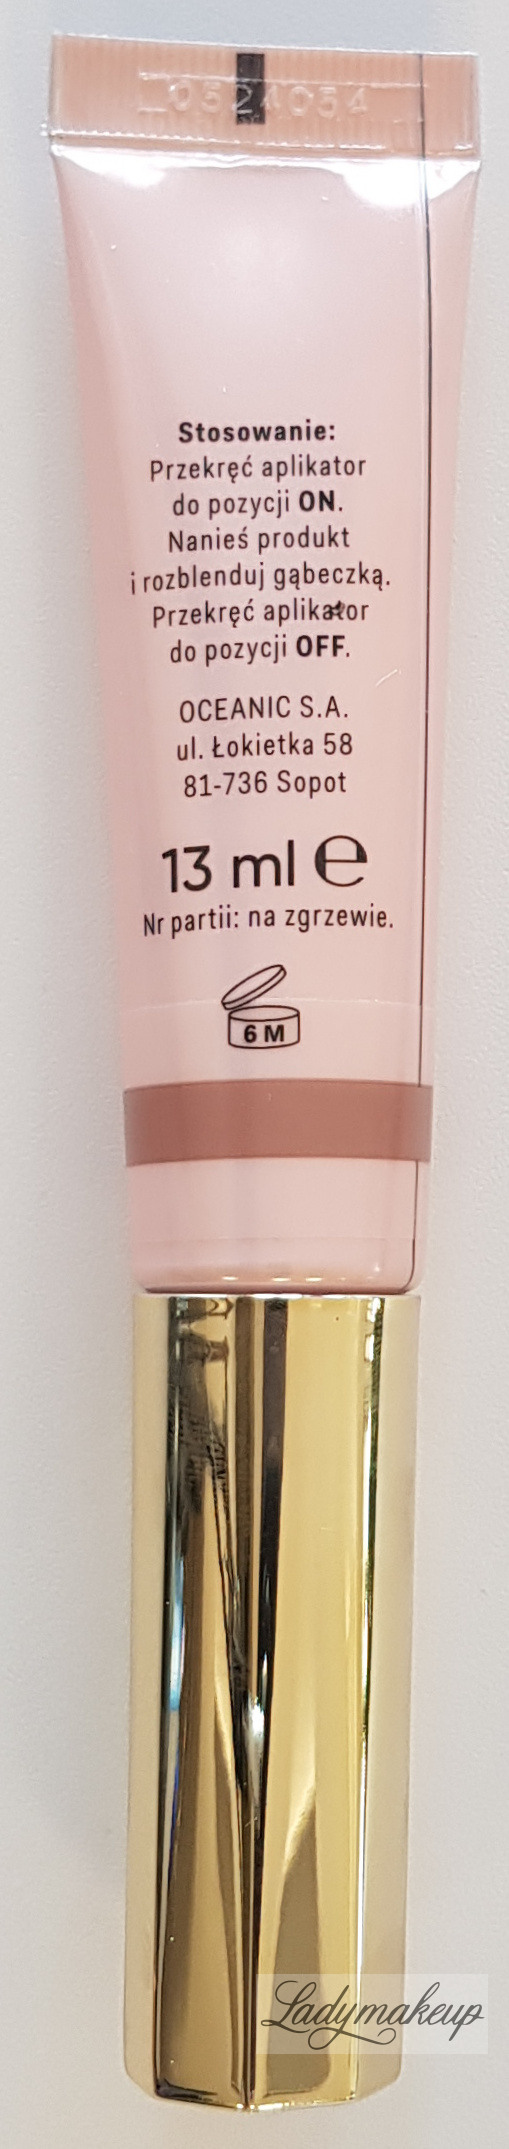 0524054
Stosowanie:
Przekręć aplikator
do pozycji ON.
Nanieś produkt
i rozblenduj gąbeczką.
Przekręć aplikator
do pozycji OFF.
OCEANIC S.A.
ul. Łokietka 58
81-736 Sopot
13 ml e
Nr partii: na zgrzewie.
6 M
Ladymakeup